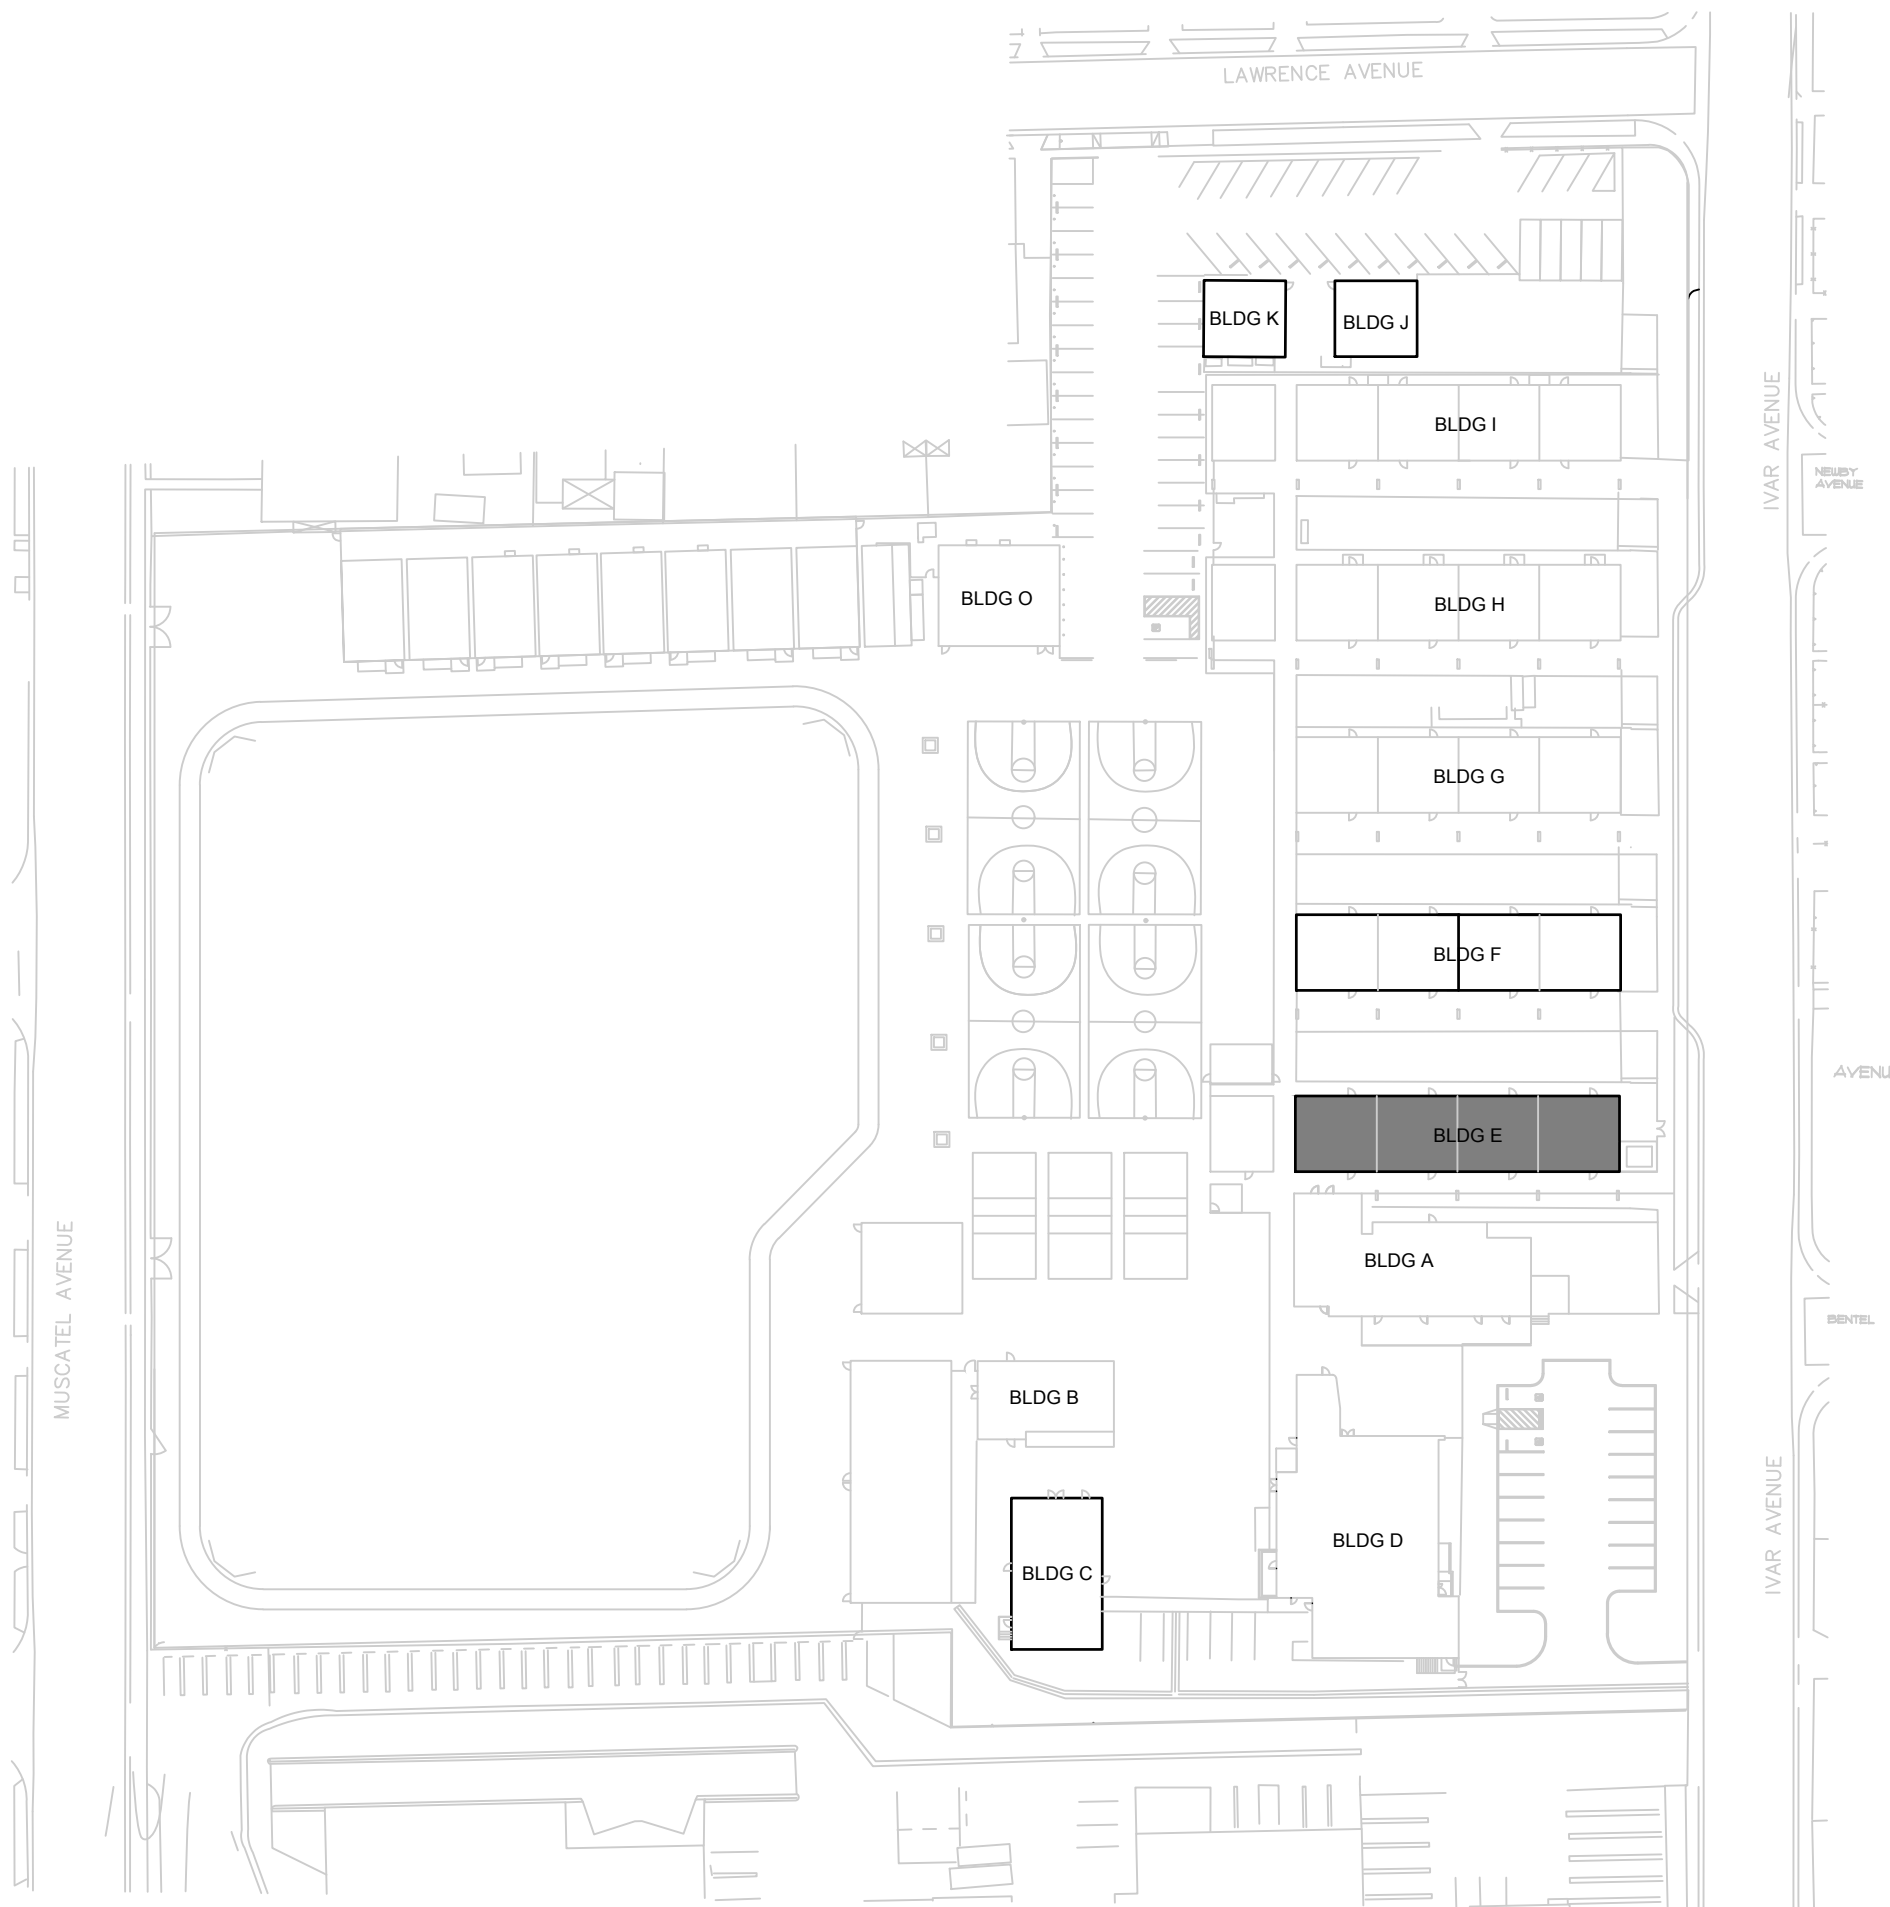 LAWRENCE AVENUE
BLDG K
BLDG J
IVAR AVENUE
BLDG I
NEWBY
AVENUE
BLDG O
BLDG H
BLDG G
BLDG F
AVENU
BLDG E
MUSCATEL AVENUE
BLDG A
BENTEL
BLDG B
IVAR AVENUE
BLDG D
BLDG C